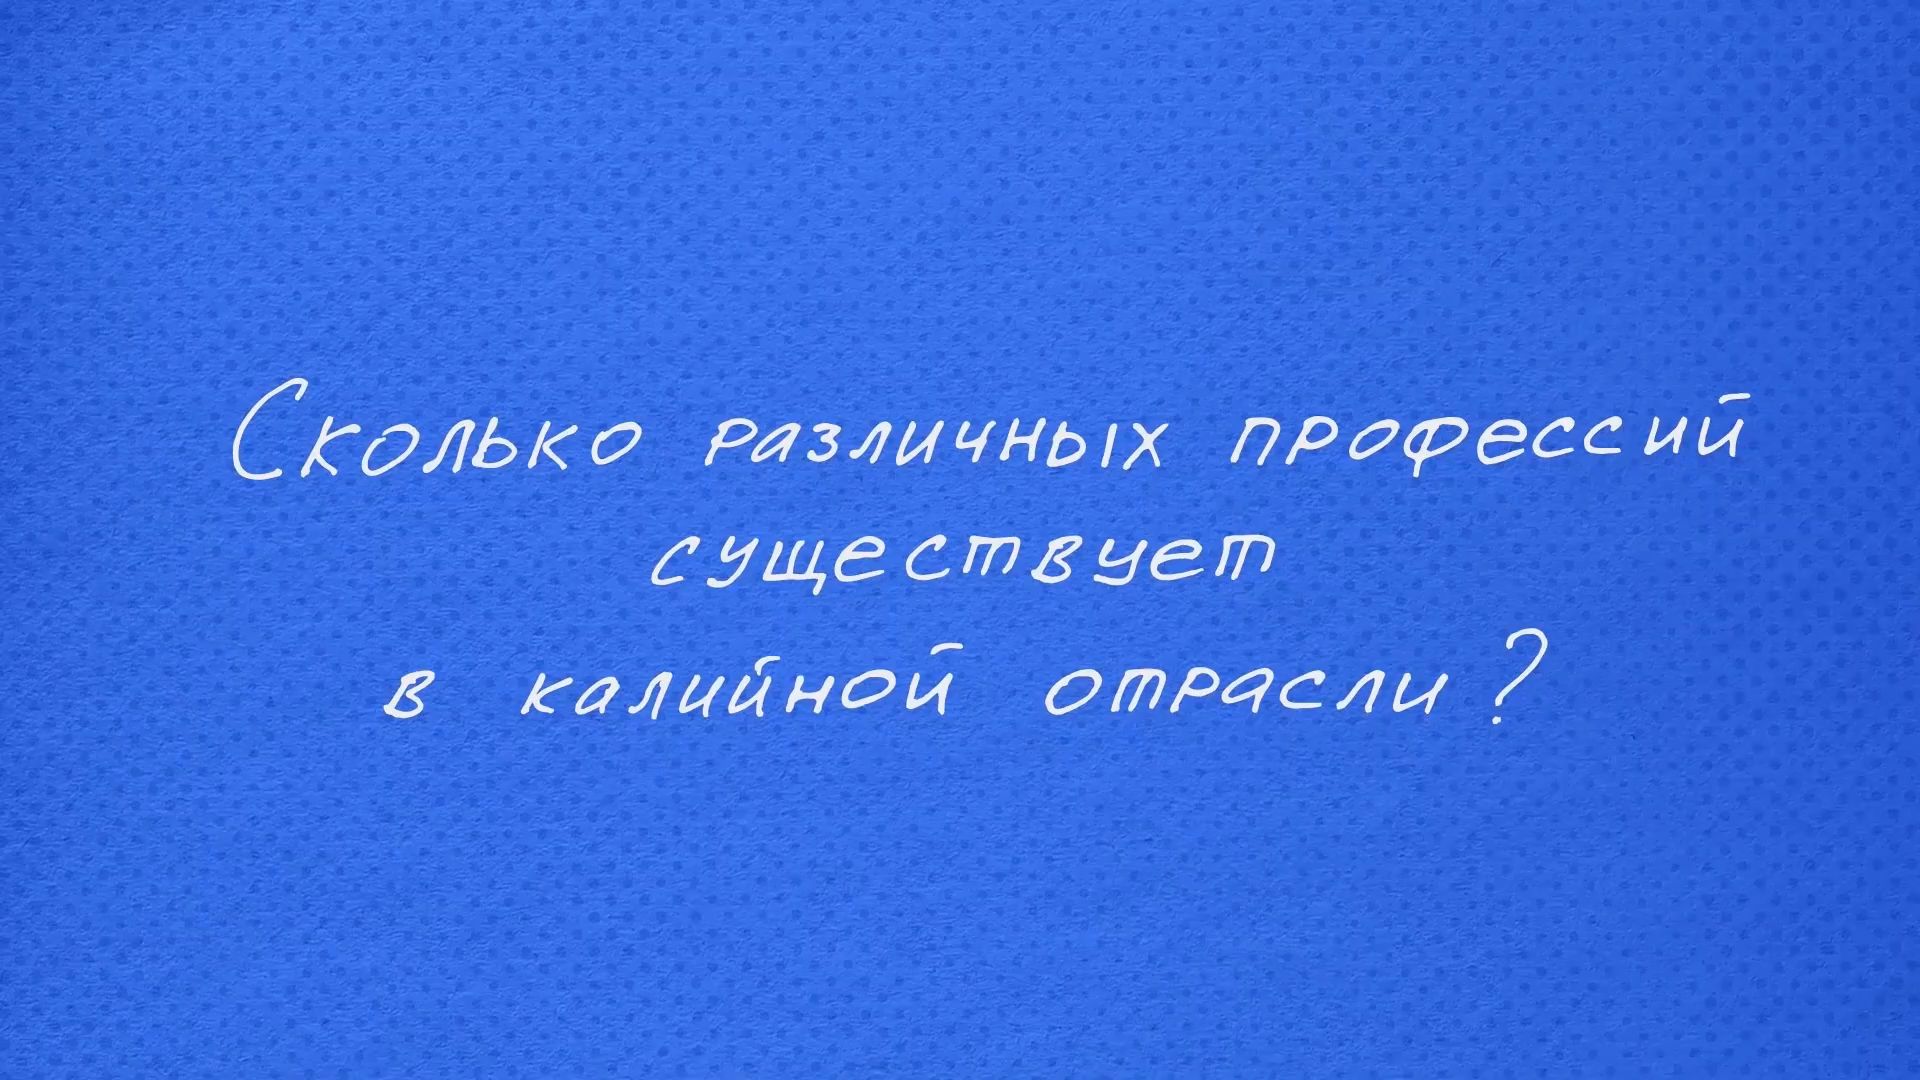 Сколько различных профессий
существует
в калийной отрасли?